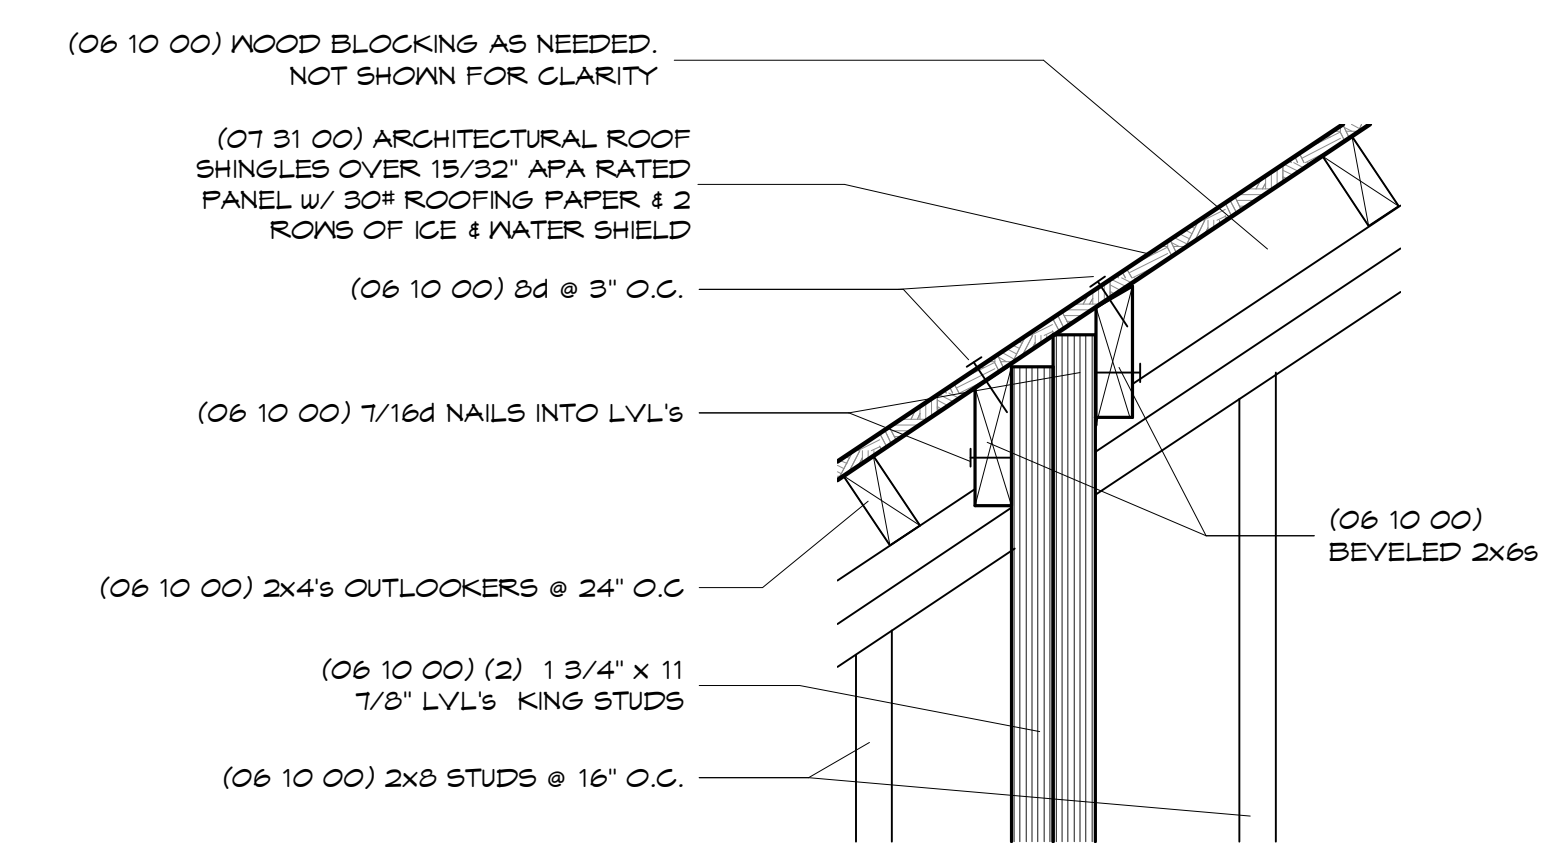 (06 10 00) WOOD BLOCKING AS NEEDED.
NOT SHOWN FOR CLARITY
(07 31 00) ARCHITECTURAL ROOF
SHINGLES OVER 15/32" APA RATED
PANEL w/ 30# ROOFING PAPER & 2
ROWS OF ICE & WATER SHIELD
(06 10 00) 8d @ 3" O.C.
(06 10 00) 7/16d NAILS INTO LVL's
(06 10 00)
BEVELED 2x6s
(06 10 00) 2x4's OUTLOOKERS @ 24" O.C
(06 10 00) (2) 1 3/4" x 11
7/8" LVL's KING STUDS
(06 10 00) 2x8 STUDS @ 16" O.C.